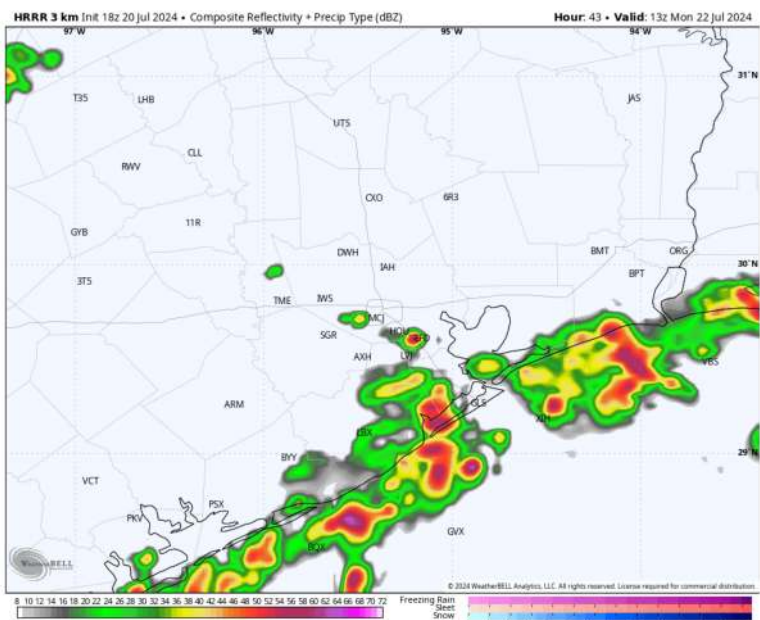 HRRR 3 km Init 18z 20 Jul 2024 • Composite Reflectivity + Precip Type (dBZ) Hour: 43 • Valid: 13z Mon 22 Jul 2024
97°W 96°W 95°W 94°W
31°N
T35 LHB JAS
UTS
CLL
RWV
CXO 6R3
11R
GYB
DWH BMT ORG
IAH 30°N
BPT
3T5
TME IWS
MCJ
SGR HOU EFD
AXH LVJ
VBS
ARM GLS
XIH
LBX
BYY 29°N
VCT
PSX
PKV
GVX
BQX
WeatherBELL
© 2024 WeatherBELL Analytics, LLC. All rights reserved. License required for commercial distribution.
8 10 12 14 16 18 20 22 24 26 28 30 32 34 36 38 40 42 44 46 48 50 52 54 56 58 60 62 64 66 68 70 72
Freezing Rain
Sleet
Snow